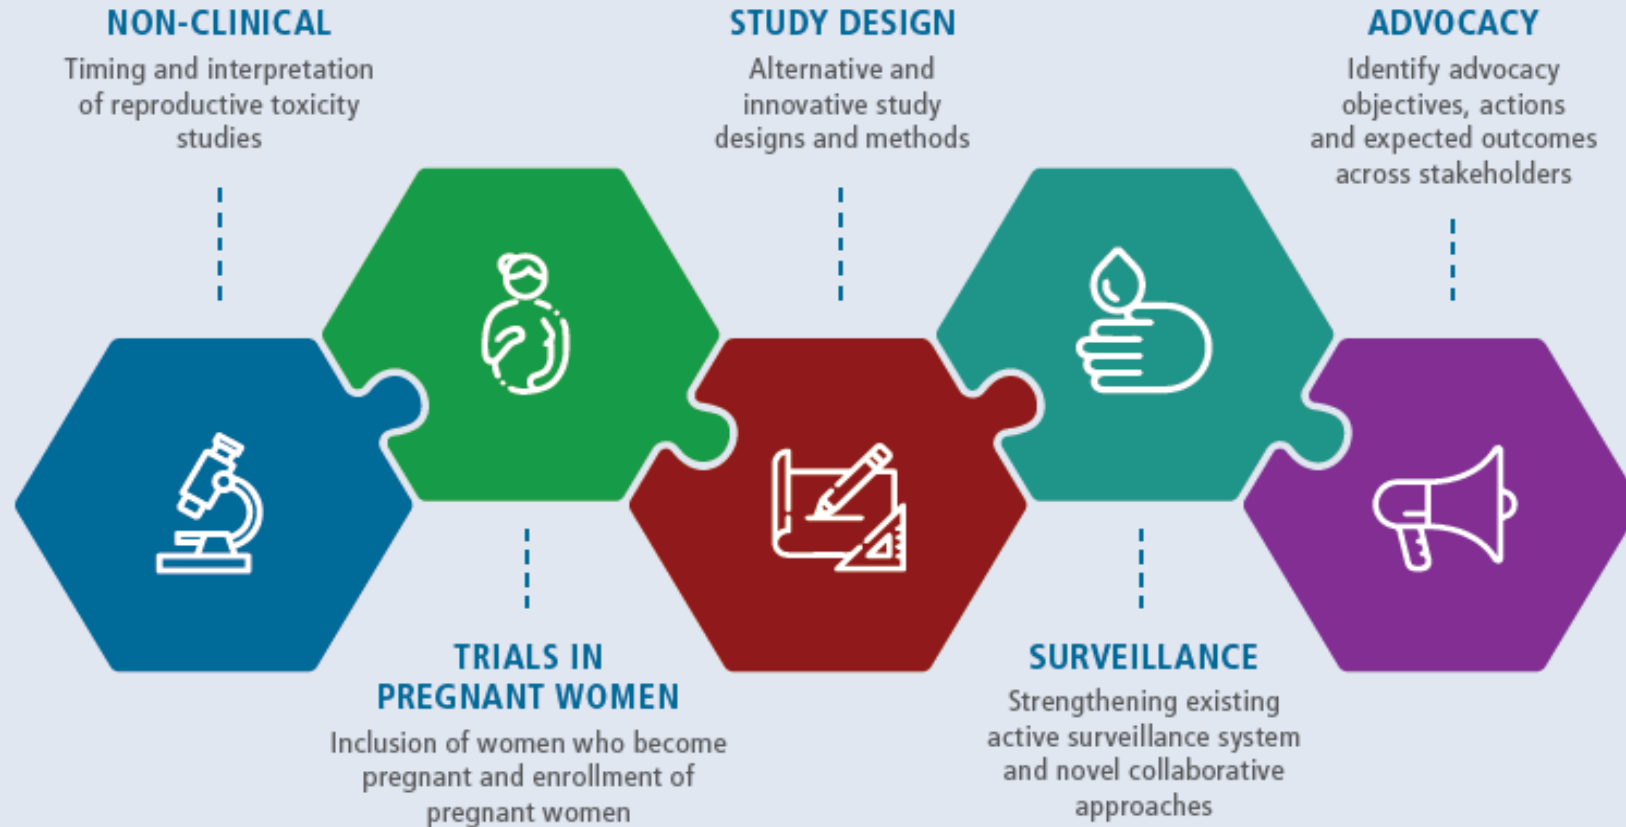 NON-CLINICAL
Timing and interpretation
of reproductive toxicity
studies
STUDY DESIGN
Alternative and
innovative study
designs and methods
ADVOCACY
Identify advocacy
objectives, actions
and expected outcomes
across stakeholders
TRIALS IN
PREGNANT WOMEN
Inclusion of women who become
pregnant and enrollment of
pregnant women
SURVEILLANCE
Strengthening existing
active surveillance system
and novel collaborative
approaches